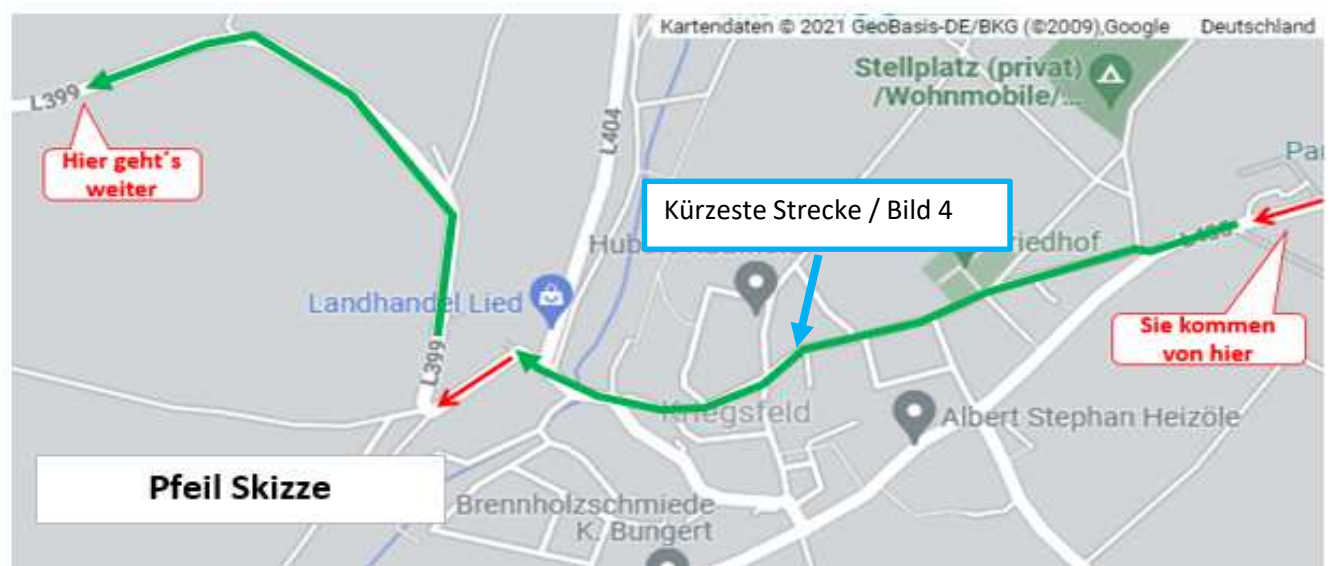 Kartendaten © 2021 GeoBasis-DE/BKG (©2009),Google Deutschland
Stellplatz (privat)
/Wohnmobile/...
L399
L404
Hier geht´s
weiter
Kürzeste Strecke / Bild 4
Landhandel Lied
Sie kommen
von hier
L399
Kriegsfeld
Albert Stephan Heizöle
Pfeil Skizze
Brennholzschmiede
K. Bungert